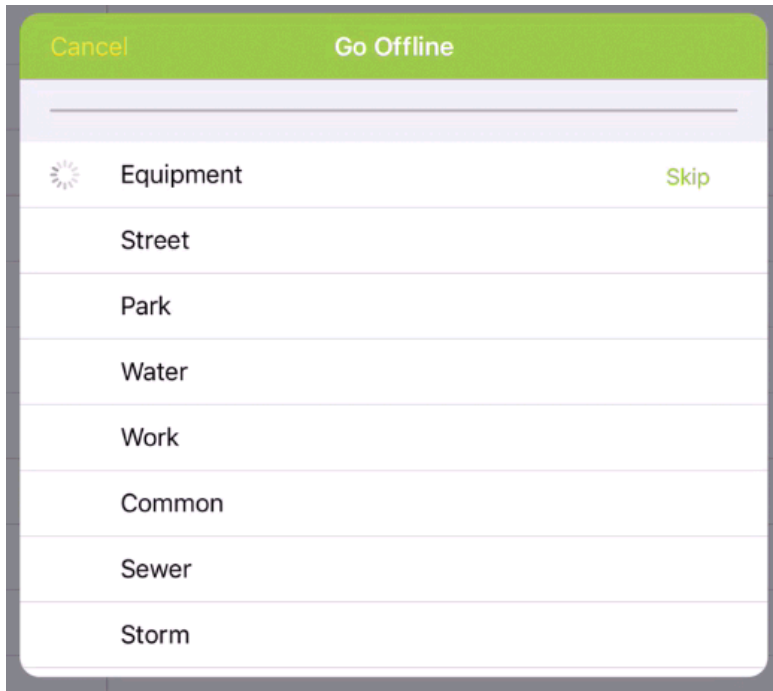 Cancel Go Offline
Equipment Skip
Street
Park
Water
Work
Common
Sewer
Storm